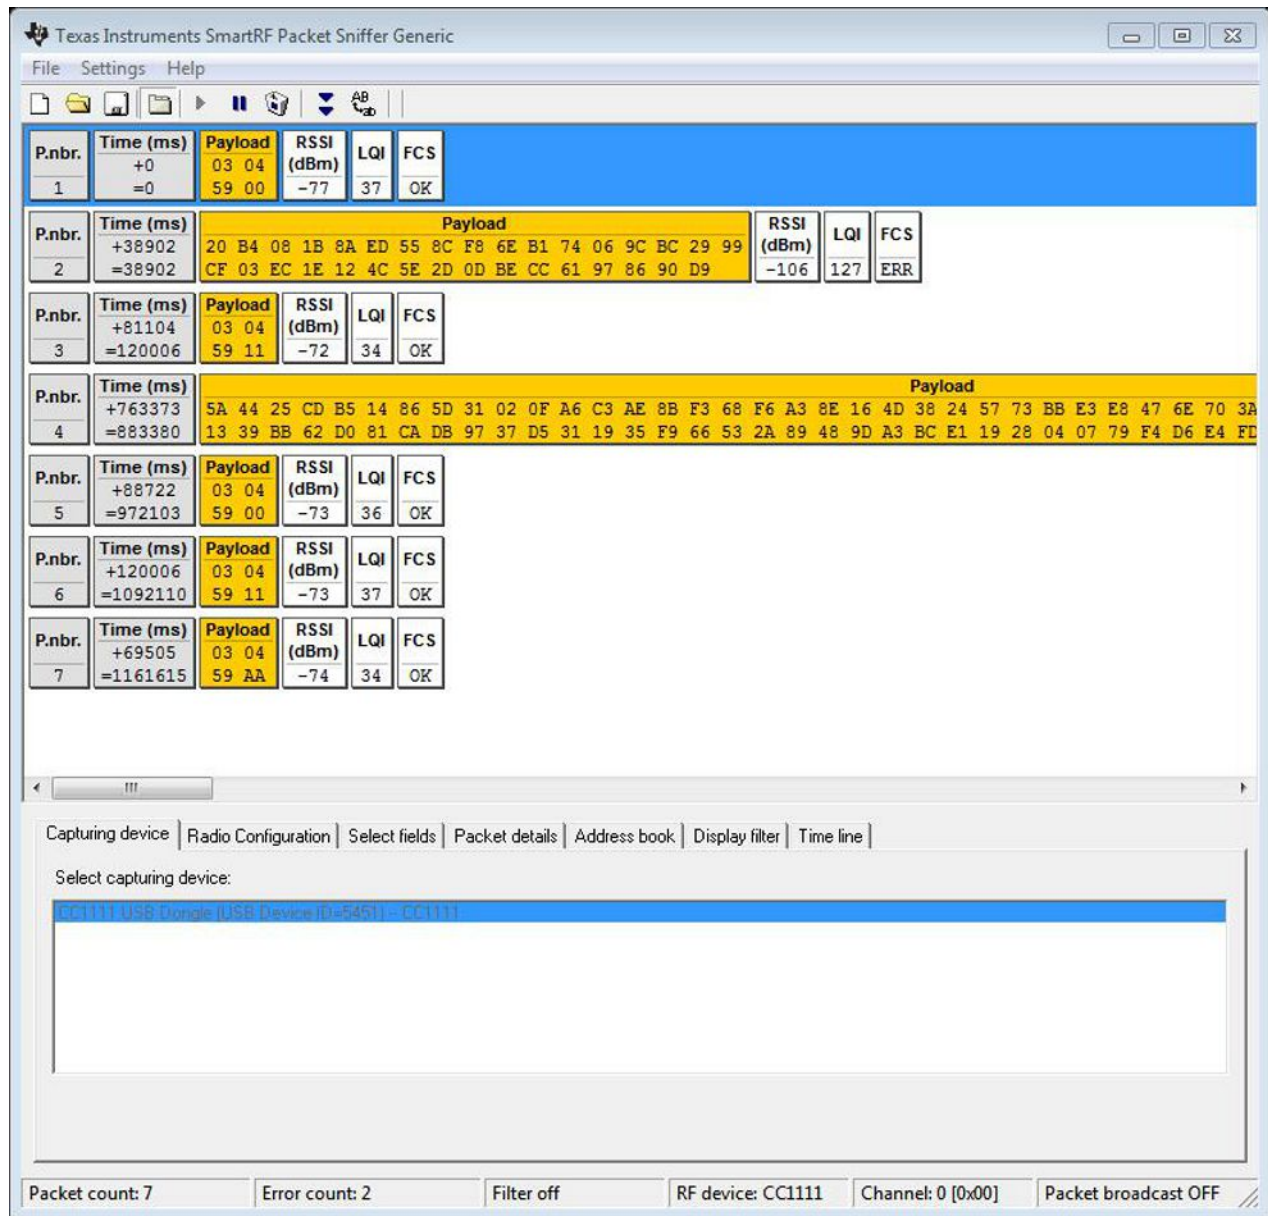 Texas Instruments SmartRF Packet Sniffer Generic
File Settings Help
P.nbr. Time (ms) Payload RSSI (dBm) LQI FCS
+0 03 04
1 =0 59 00 -77 37 OK
P.nbr. Time (ms) Payload RSSI (dBm) LQI FCS
+38902 20 B4 08 1B 8A ED 55 8C F8 6E B1 74 06 9C BC 29 99
2 =38902 CF 03 EC 1E 12 4C 5E 2D 0D BE CC 61 97 86 90 D9 -106 127 ERR
P.nbr. Time (ms) Payload RSSI (dBm) LQI FCS
+81104 03 04
3 =120006 59 11 -72 34 OK
P.nbr. Time (ms) Payload
+763373 5A 44 25 CD B5 14 86 5D 31 02 0F A6 C3 AE 8B F3 68 F6 A3 8E 16 4D 38 24 57 73 BB E3 E8 47 6E 70 3A
4 =883380 13 39 BB 62 D0 81 CA DB 97 37 D5 31 19 35 F9 66 53 2A 89 48 9D A3 BC E1 19 28 04 07 79 F4 D6 E4 FD
P.nbr. Time (ms) Payload RSSI (dBm) LQI FCS
+88722 03 04
5 =972103 59 00 -73 36 OK
P.nbr. Time (ms) Payload RSSI (dBm) LQI FCS
+120006 03 04
6 =1092110 59 11 -73 37 OK
P.nbr. Time (ms) Payload RSSI (dBm) LQI FCS
+69505 03 04
7 =1161615 59 AA -74 34 OK
Capturing device Radio Configuration Select fields Packet details Address book Display filter Time line
Select capturing device:
CC1111 USB Dongle (USB Device ID=5451) - CC1111
Packet count: 7 Error count: 2 Filter off RF device: CC1111 Channel: 0 [0x00] Packet broadcast OFF